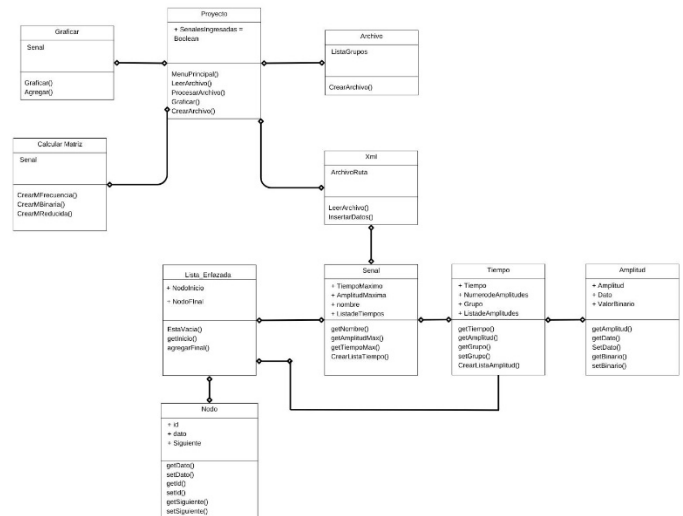 Proyecto
+ SenalesIngresadas =
Boolean
MenuPrincipal()
LeerArchivo()
ProcesarArchivo()
Graficar()
CrearArchivo()
Graficar
Senal
Graficar()
Agregar()
Archivo
ListaGrupos
CrearArchivo()
Calcular Matriz
Senal
CrearMFrecuencia()
CrearMBinaria()
CrearMReducida()
Xml
ArchivoRuta
LeerArchivo()
InsertarDatos()
Lista_Enlazada
+ NodoInicio
+ NodoFinal
EstaVacia()
getInicio()
agregarFinal()
Senal
+ TiempoMaximo
+ AmplitudMaxima
+ nombre
+ ListadeTiempos
getNombre()
getAmplitudMax()
getTiempoMax()
CrearListaTiempo()
Tiempo
+ Tiempo
+ NumerodeAmplitudes
+ Grupo
+ ListadeAmplitudes
getTiempo()
getAmplitud()
getGrupo()
setGrupo()
CrearListaAmplitud()
Amplitud
+ Amplitud
+ Dato
+ ValorBinario
getAmplitud()
getDato()
SetDato()
getBinario()
setBinario()
Nodo
+ id
+ dato
+ Siguiente
getDato()
setDato()
getId()
setId()
getSiguiente()
setSiguiente()